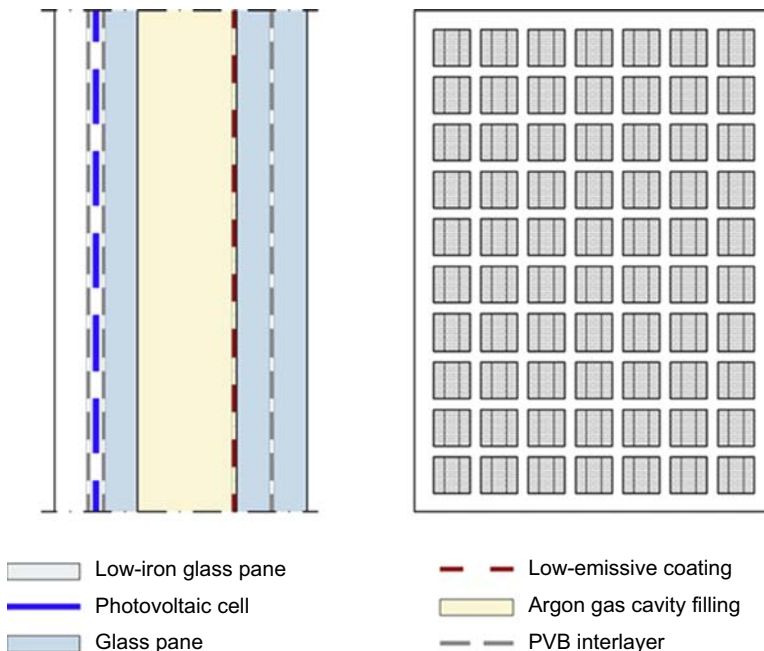 Low-iron glass pane
Photovoltaic cell
Glass pane
Low-emissive coating
Argon gas cavity filling
PVB interlayer